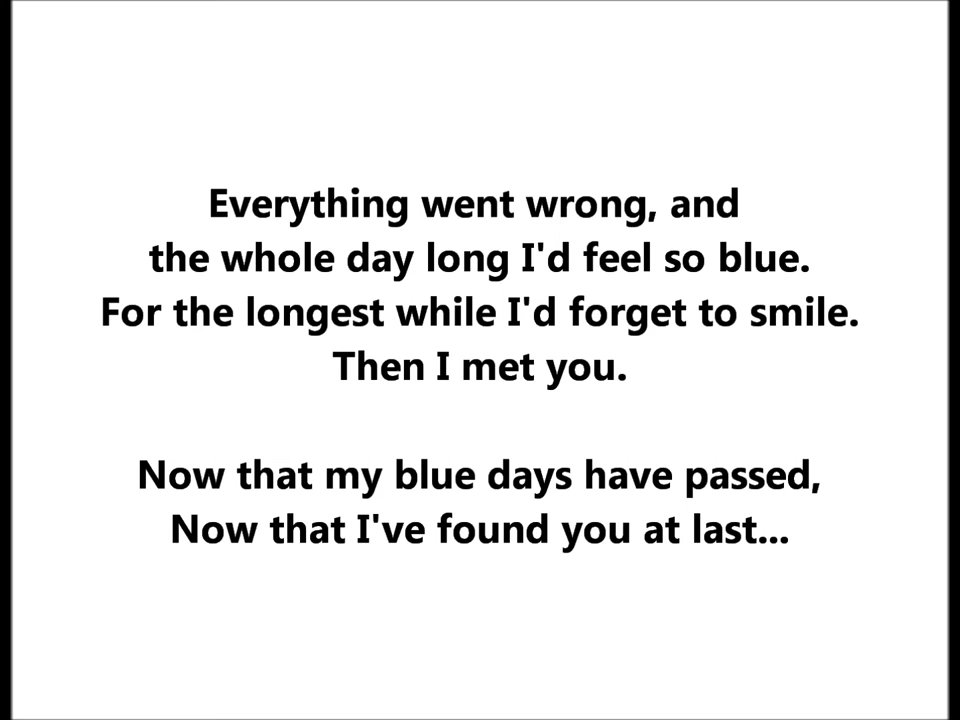 Everything went wrong, and
the whole day long I'd feel so blue.
For the longest while I'd forget to smile.
Then I met you.
Now that my blue days have passed,
Now that I've found you at last...